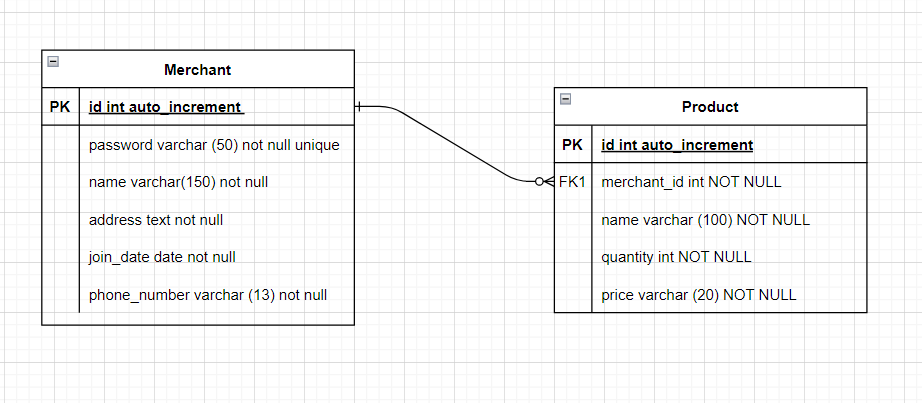 Merchant
PK id int auto_increment
password varchar (50) not null unique
name varchar(150) not null
address text not null
join_date date not null
phone_number varchar (13) not null
Product
PK id int auto_increment
FK1 merchant_id int NOT NULL
name varchar (100) NOT NULL
quantity int NOT NULL
price varchar (20) NOT NULL